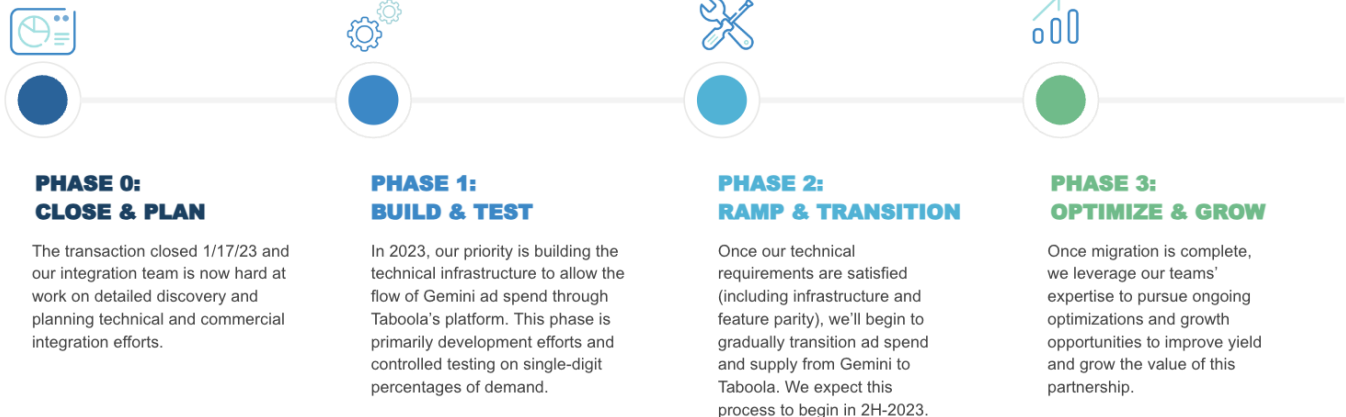 PHASE 0:
CLOSE & PLAN
The transaction closed 1/17/23 and
our integration team is now hard at
work on detailed discovery and
planning technical and commercial
integration efforts.
PHASE 1:
BUILD & TEST
In 2023, our priority is building the
technical infrastructure to allow the
flow of Gemini ad spend through
Taboola's platform. This phase is
primarily development efforts and
controlled testing on single-digit
percentages of demand.
PHASE 2:
RAMP & TRANSITION
Once our technical
requirements are satisfied
(including infrastructure and
feature parity), we'll begin to
gradually transition ad spend
and supply from Gemini to
Taboola. We expect this
process to begin in 2H-2023.
PHASE 3:
OPTIMIZE & GROW
Once migration is complete,
we leverage our teams'
expertise to pursue ongoing
optimizations and growth
opportunities to improve yield
and grow the value of this
partnership.